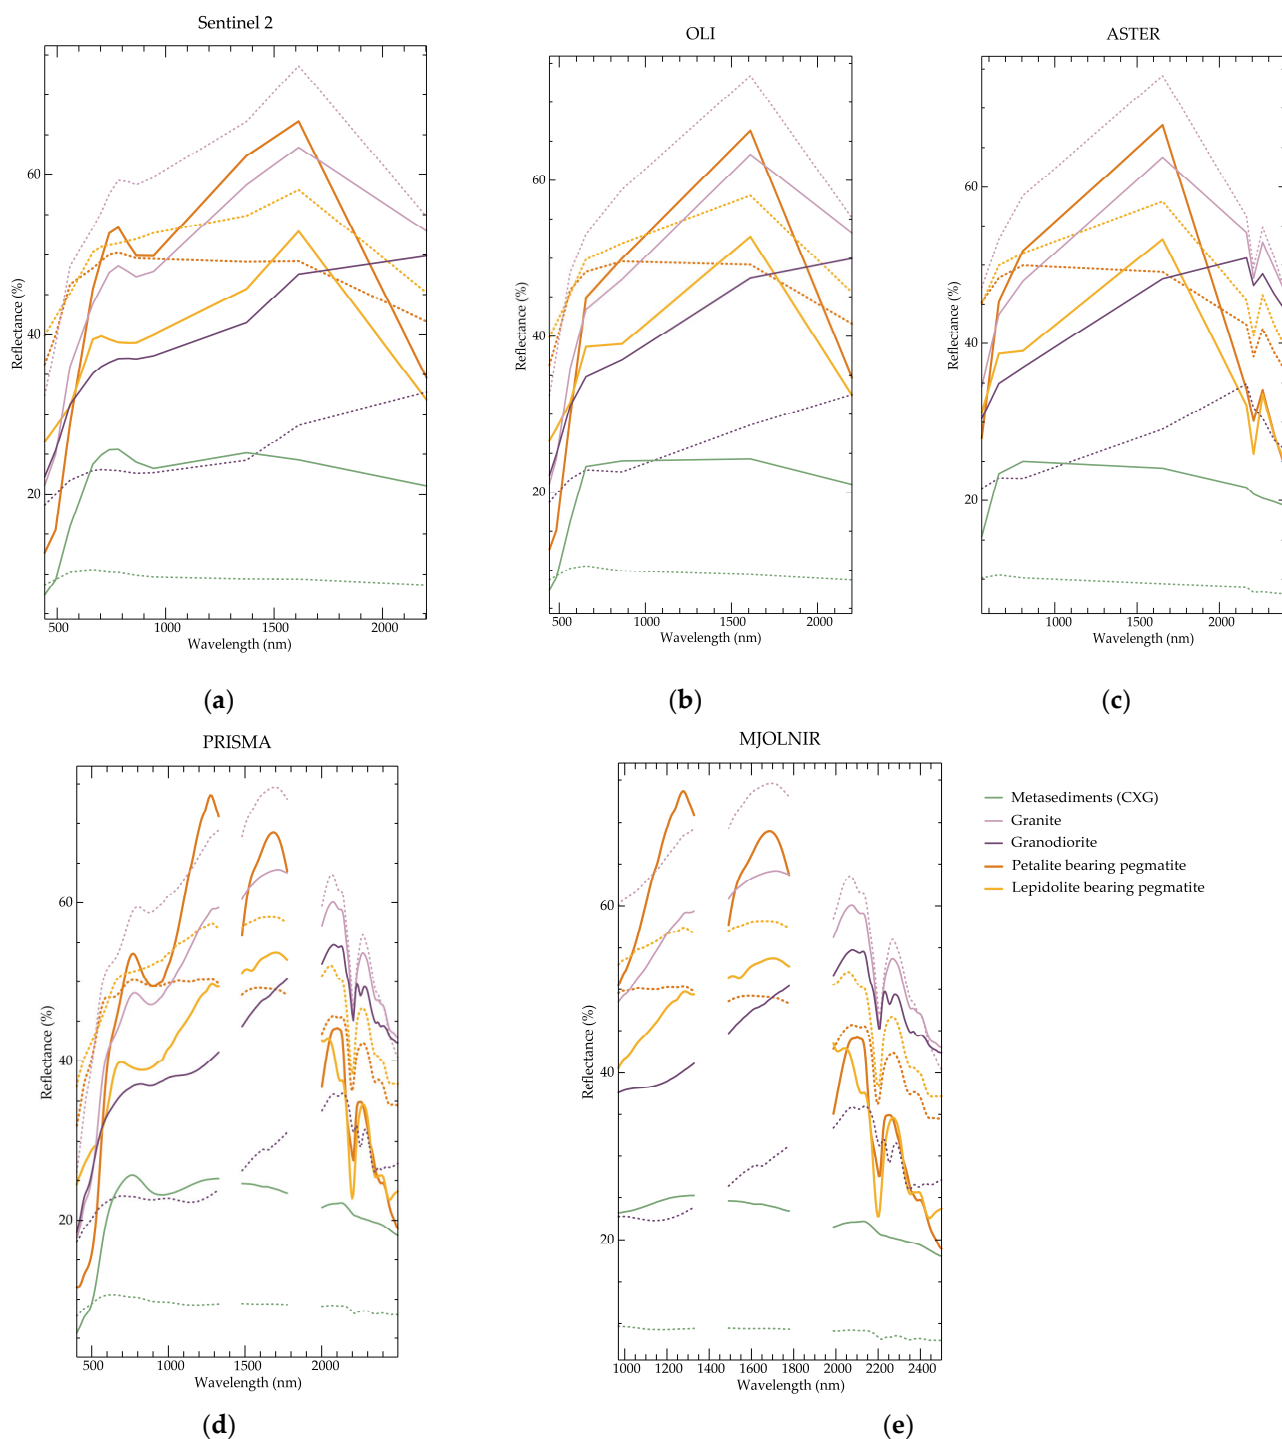 Sentinel 2
OLI
ASTER
Reflectance (%)
60
40
20
500 1000 1500 2000
Wavelength (nm)
Reflectance (%)
60
40
20
500 1000 1500 2000
Wavelength (nm)
Reflectance (%)
60
40
20
1000 1500 2000
Wavelength (nm)
(a)
(b)
(c)
PRISMA
MJOLNIR
Reflectance (%)
60
40
20
500 1000 1500 2000
Wavelength (nm)
Reflectance (%)
60
40
20
1000 1200 1400 1600 1800 2000 2200 2400
Wavelength (nm)
Metasediments (CXG)
Granite
Granodiorite
Petalite bearing pegmatite
Lepidolite bearing pegmatite
(d)
(e)